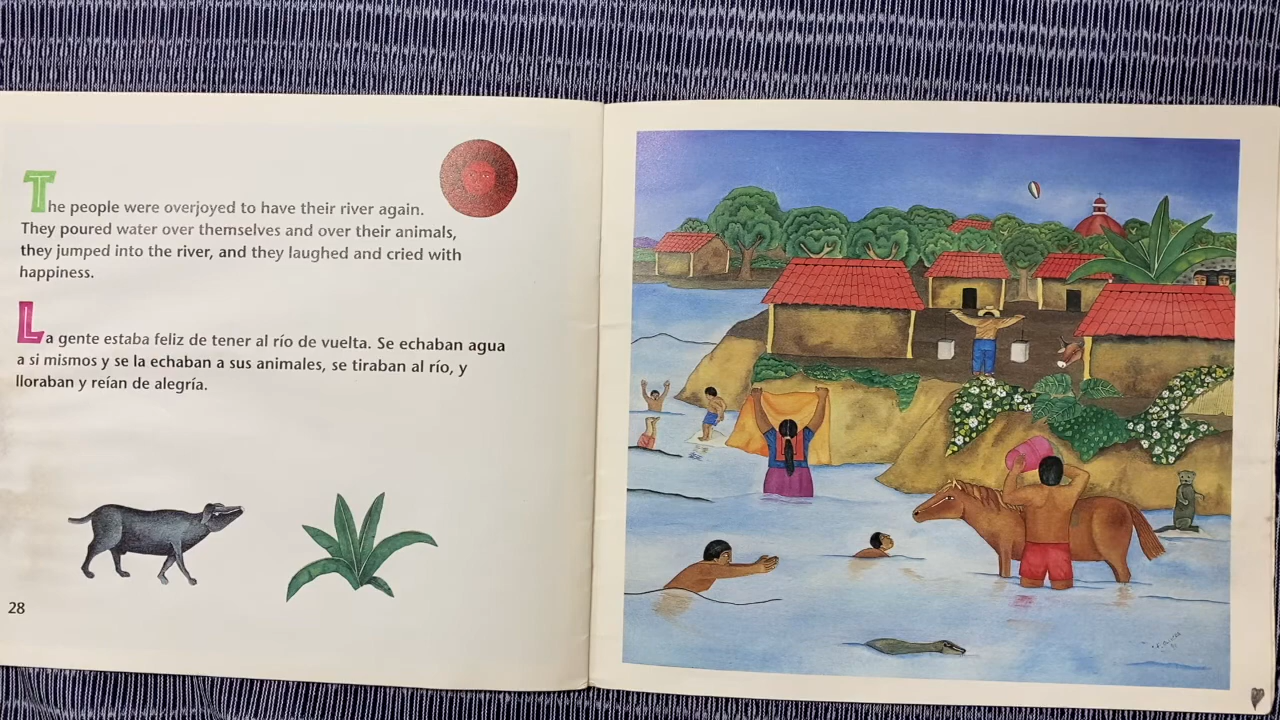 The people were overjoyed to have their river again.
They poured water over themselves and over their animals,
they jumped into the river, and they laughed and cried with
happiness.
La gente estaba feliz de tener al río de vuelta. Se echaban agua
a si mismos y se la echaban a sus animales, se tiraban al río, y
lloraban y reían de alegría.
28